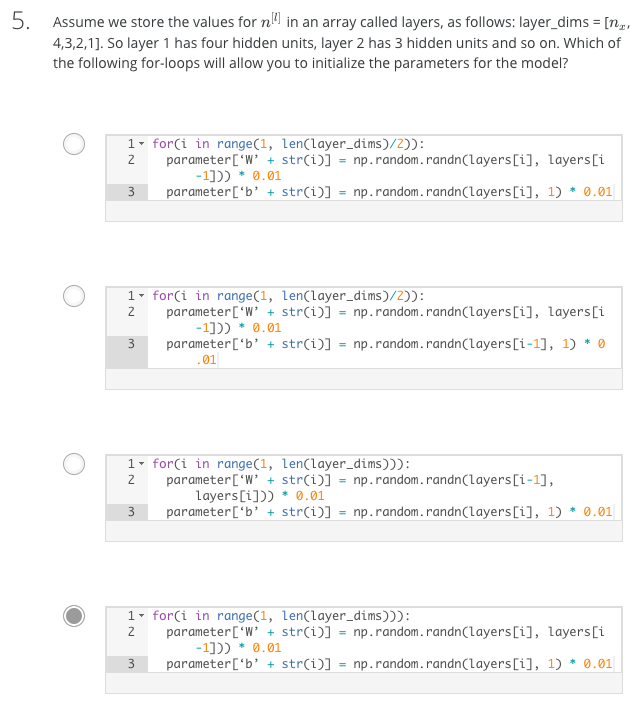 5. Assume we store the values for n^[l] in an array called layers, as follows: layer_dims = [n_x,
4,3,2,1]. So layer 1 has four hidden units, layer 2 has 3 hidden units and so on. Which of
the following for-loops will allow you to initialize the parameters for the model?
1 for(i in range(1, len(layer_dims)/2)):
2 parameter[‘W’ + str(i)] = np.random.randn(layers[i], layers[i
-1])) * 0.01
3 parameter[‘b’ + str(i)] = np.random.randn(layers[i], 1) * 0.01
1 for(i in range(1, len(layer_dims)/2)):
2 parameter[‘W’ + str(i)] = np.random.randn(layers[i], layers[i
-1])) * 0.01
3 parameter[‘b’ + str(i)] = np.random.randn(layers[i-1], 1) * 0
.01
1 for(i in range(1, len(layer_dims))):
2 parameter[‘W’ + str(i)] = np.random.randn(layers[i-1],
layers[i])) * 0.01
3 parameter[‘b’ + str(i)] = np.random.randn(layers[i], 1) * 0.01
1 for(i in range(1, len(layer_dims))):
2 parameter[‘W’ + str(i)] = np.random.randn(layers[i], layers[i
-1])) * 0.01
3 parameter[‘b’ + str(i)] = np.random.randn(layers[i], 1) * 0.01